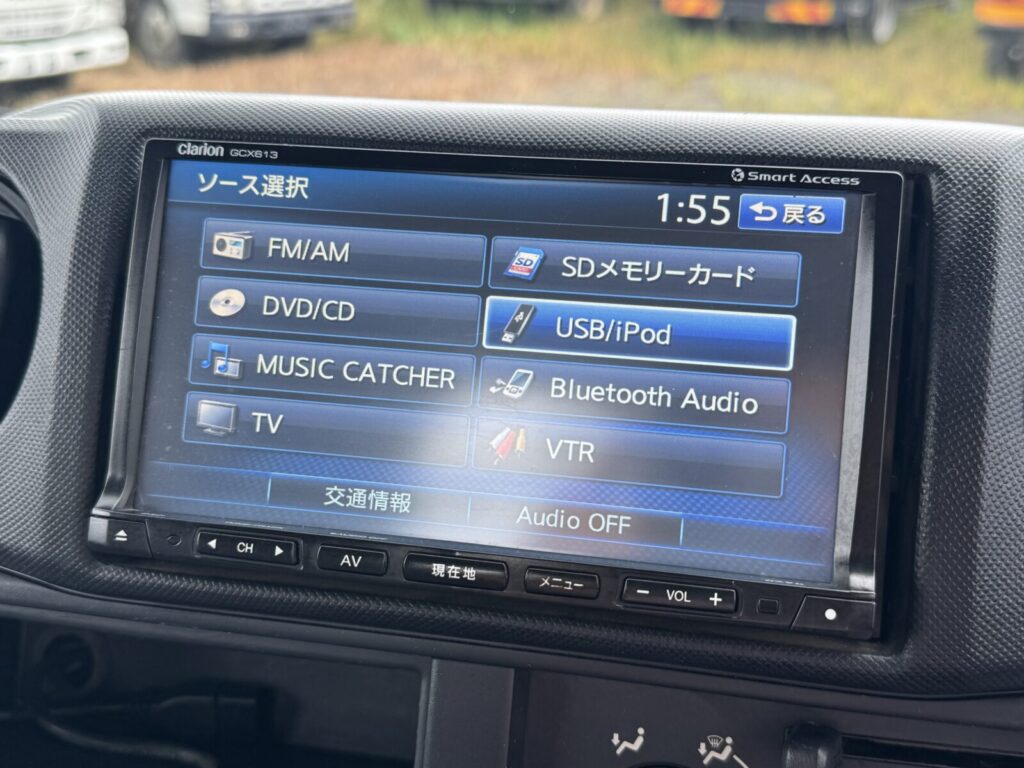 Clarion GCX613
Smart Access
ソース選択
1:55
戻る
FM/AM
SDメモリーカード
DVD/CD
USB/iPod
MUSIC CATCHER
Bluetooth Audio
TV
VTR
交通情報
Audio OFF
CH
AV
現在地
メニュー
− VOL +